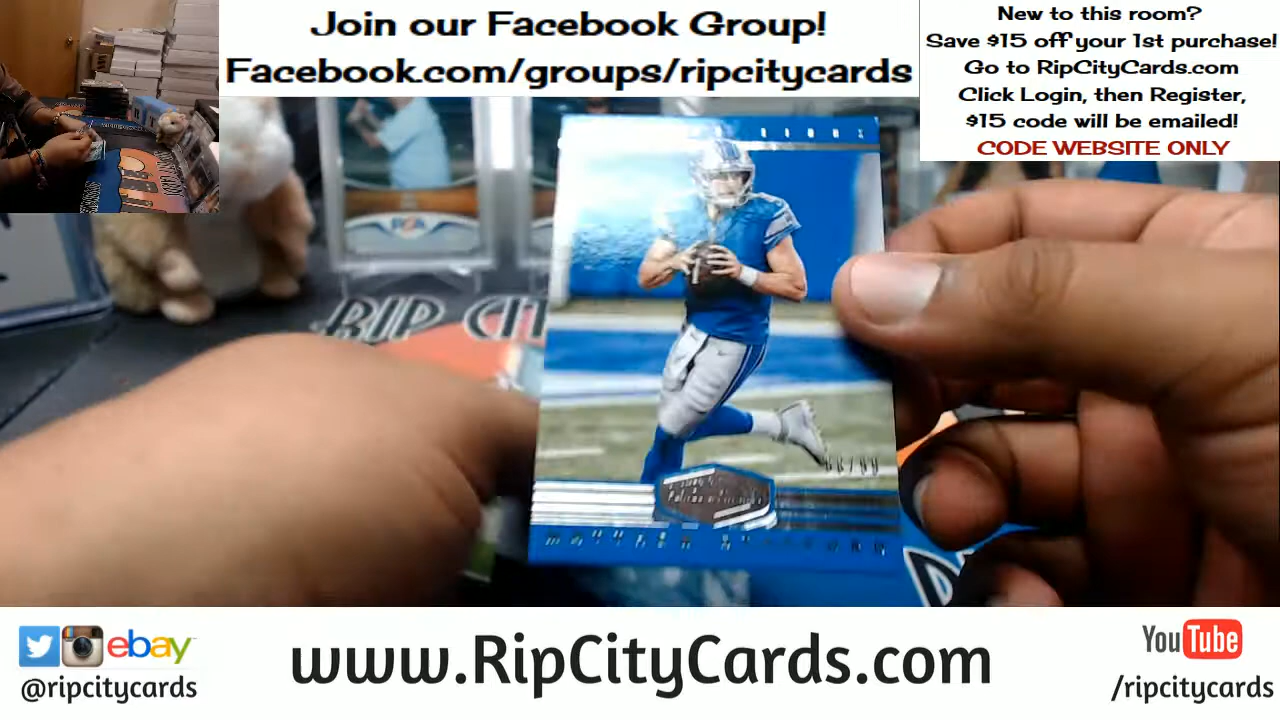 Join our Facebook Group!
Facebook.com/groups/ripcitycards
New to this room?
Save $15 off your 1st purchase!
Go to RipCityCards.com
Click Login, then Register,
$15 code will be emailed!
CODE WEBSITE ONLY
RIP CIT
ebay
@ripcitycards
www.RipCityCards.com
YouTube
/ripcitycards